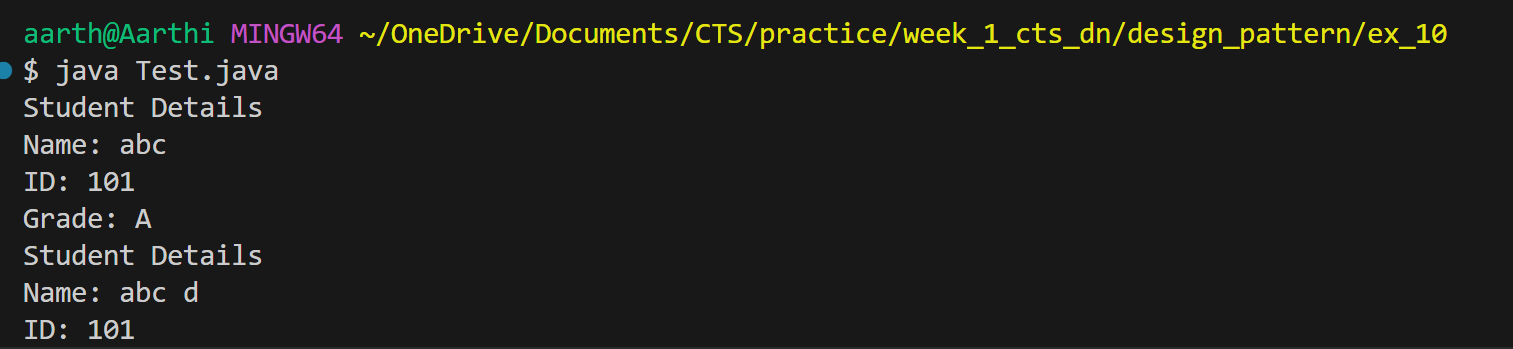 aarth@Aarthi MINGW64 ~/OneDrive/Documents/CTS/practice/week_1_cts_dn/design_pattern/ex_10
$ java Test.java
Student Details
Name: abc
ID: 101
Grade: A
Student Details
Name: abc d
ID: 101